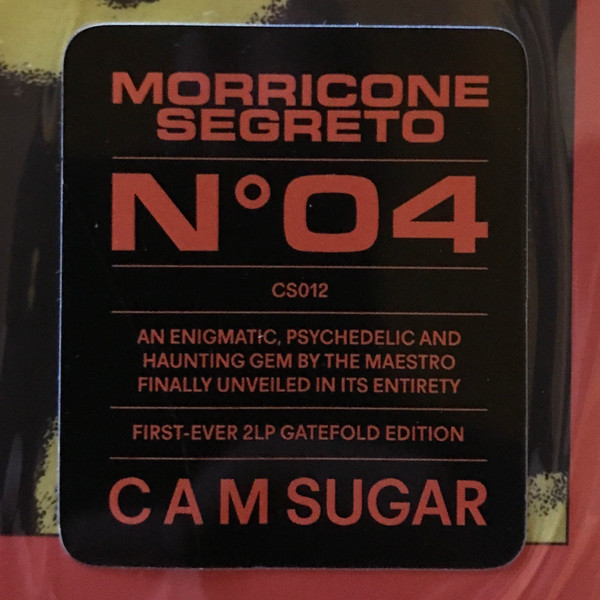 MORRICONE
SEGRETO
N°04
CS012
AN ENIGMATIC, PSYCHEDELIC AND
HAUNTING GEM BY THE MAESTRO
FINALLY UNVEILED IN ITS ENTIRETY
FIRST-EVER 2LP GATEFOLD EDITION
CAM SUGAR